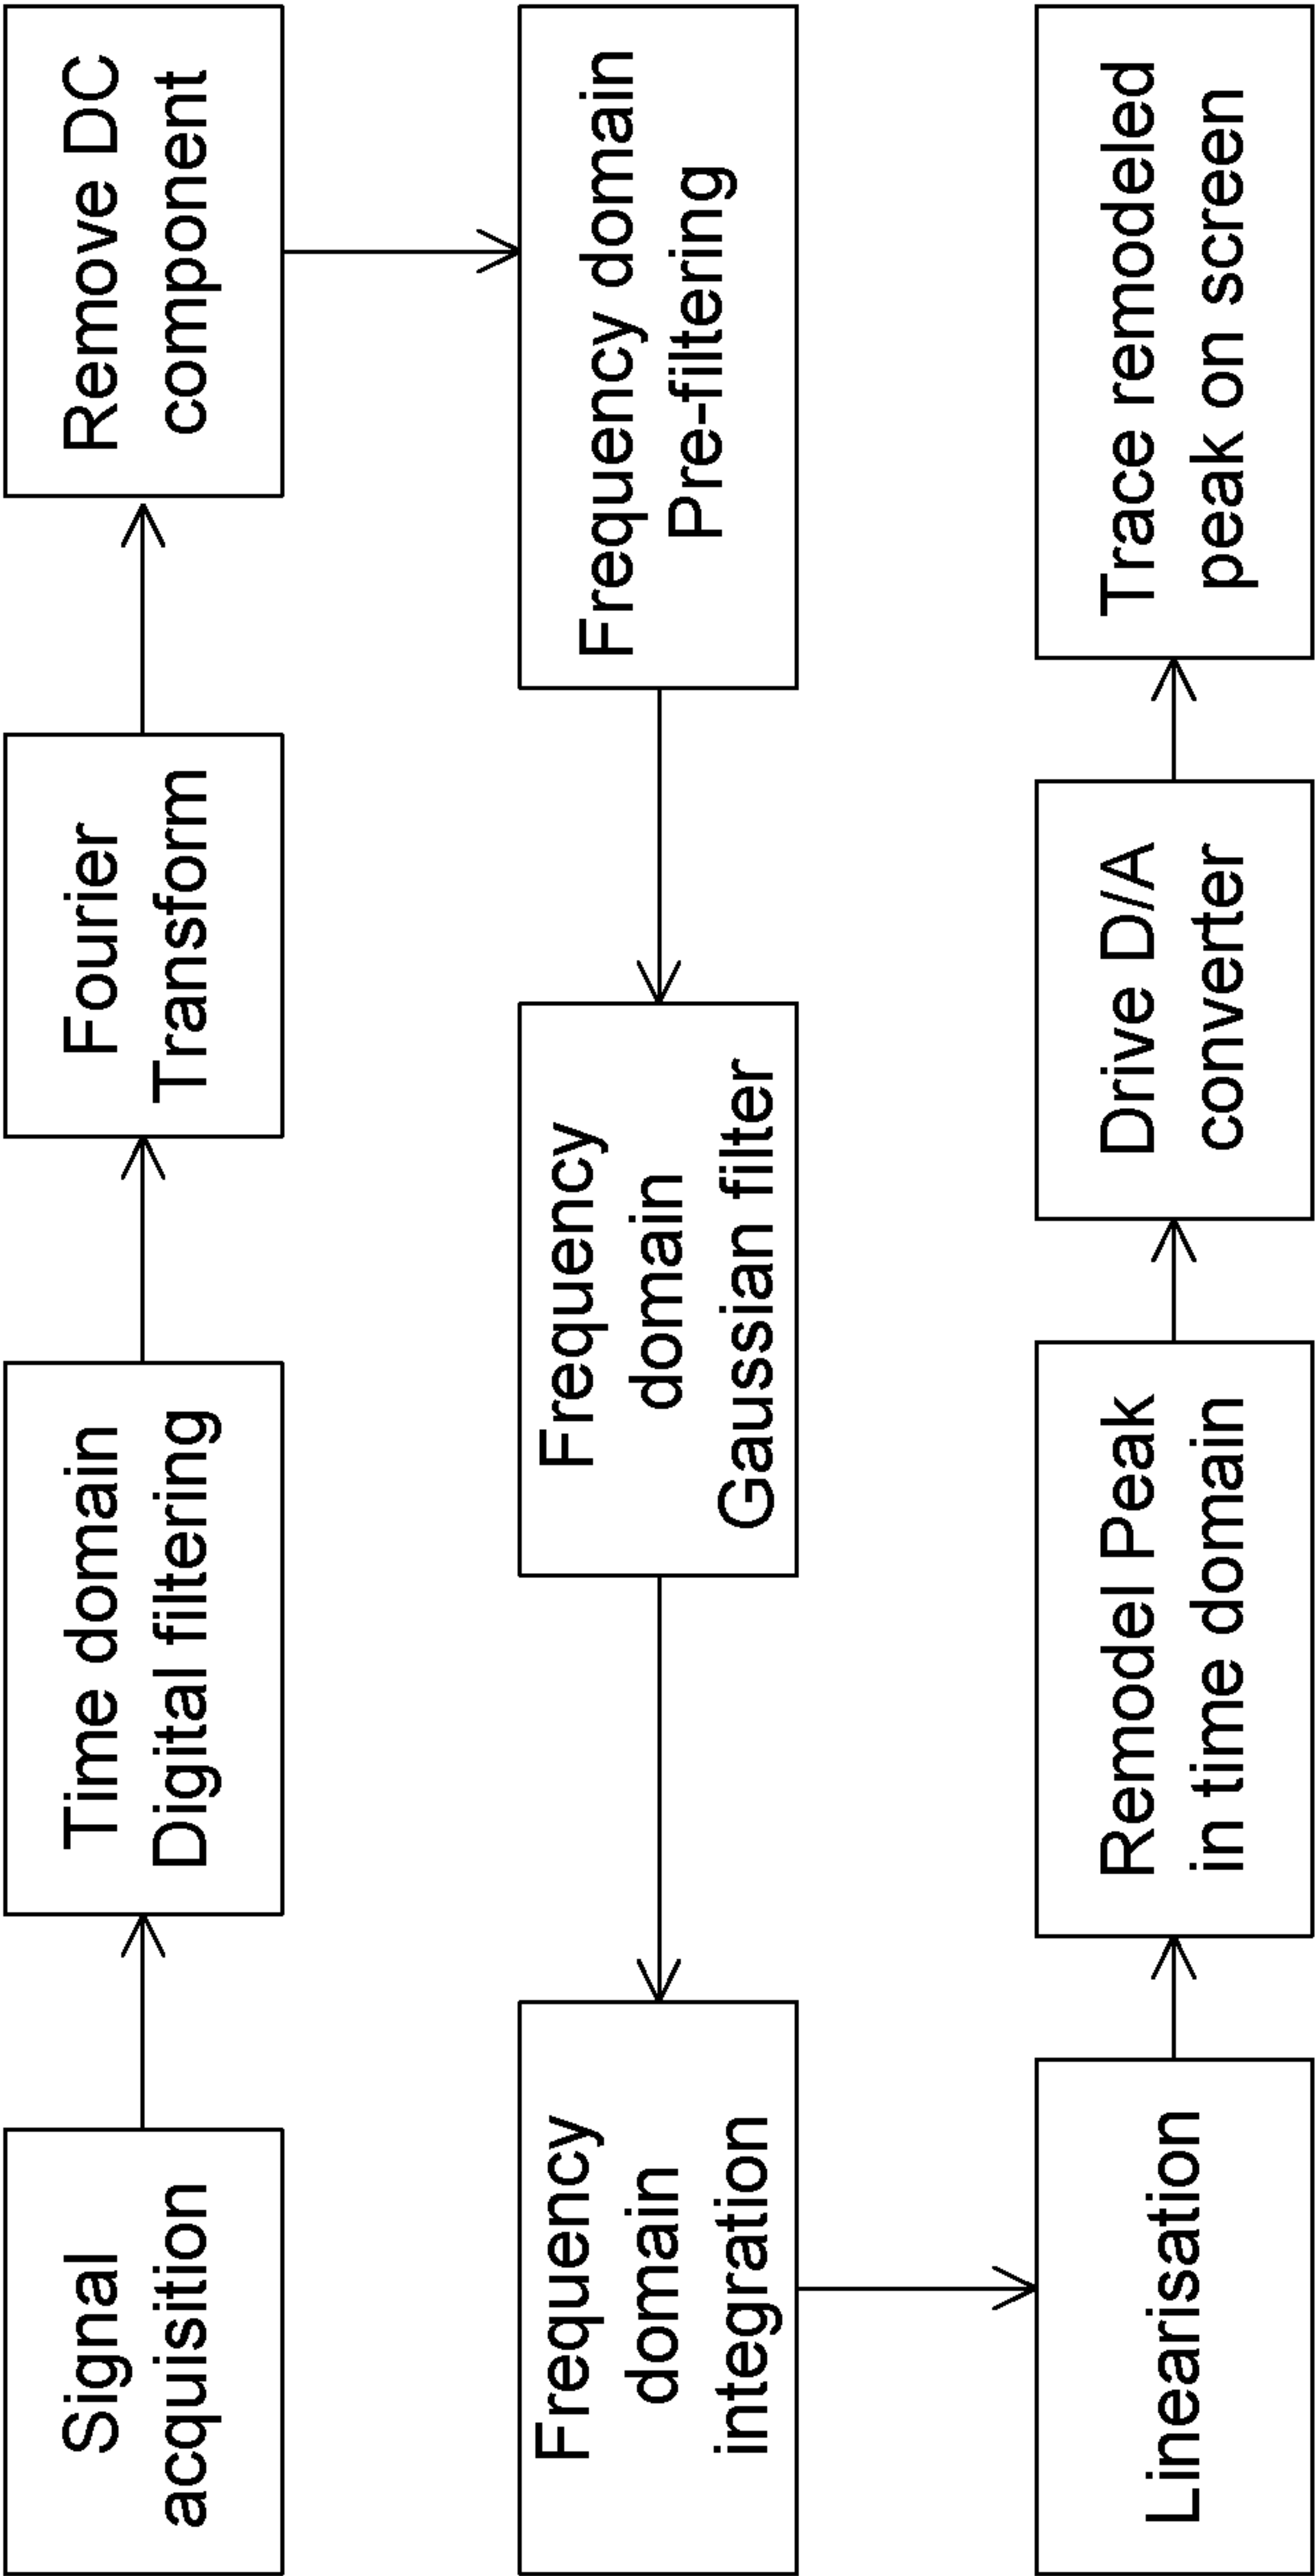 Signal
acquisition
Time domain
Digital filtering
Fourier
Transform
Remove DC
component
Frequency domain
Pre-filtering
Frequency
domain
Gaussian filter
Frequency
domain
integration
Linearisation
Remodel Peak
in time domain
Drive D/A
converter
Trace remodeled
peak on screen